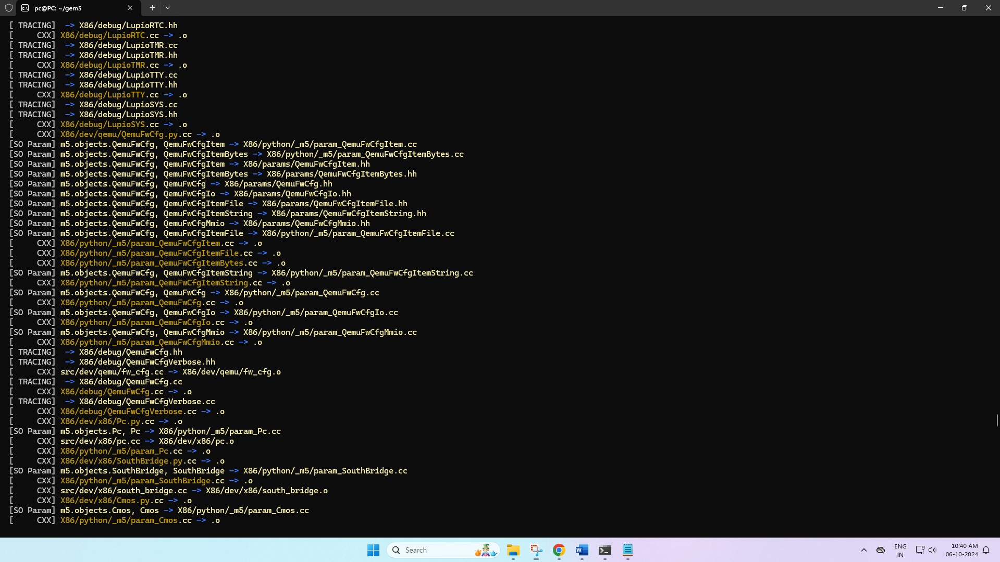 pc@PC: ~/gem5
[ TRACING]  -> X86/debug/LupioRTC.hh
[     CXX] X86/debug/LupioRTC.cc -> .o
[ TRACING]  -> X86/debug/LupioTMR.cc
[ TRACING]  -> X86/debug/LupioTMR.hh
[     CXX] X86/debug/LupioTMR.cc -> .o
[ TRACING]  -> X86/debug/LupioTTY.cc
[ TRACING]  -> X86/debug/LupioTTY.hh
[     CXX] X86/debug/LupioTTY.cc -> .o
[ TRACING]  -> X86/debug/LupioSYS.cc
[ TRACING]  -> X86/debug/LupioSYS.hh
[     CXX] X86/debug/LupioSYS.cc -> .o
[     CXX] X86/dev/qemu/QemuFwCfg.py.cc -> .o
[SO Param] m5.objects.QemuFwCfg, QemuFwCfgItem -> X86/python/_m5/param_QemuFwCfgItem.cc
[SO Param] m5.objects.QemuFwCfg, QemuFwCfgItemBytes -> X86/python/_m5/param_QemuFwCfgItemBytes.cc
[SO Param] m5.objects.QemuFwCfg, QemuFwCfgItem -> X86/params/QemuFwCfgItem.hh
[SO Param] m5.objects.QemuFwCfg, QemuFwCfgItemBytes -> X86/params/QemuFwCfgItemBytes.hh
[SO Param] m5.objects.QemuFwCfg, QemuFwCfg -> X86/params/QemuFwCfg.hh
[SO Param] m5.objects.QemuFwCfg, QemuFwCfgIo -> X86/params/QemuFwCfgIo.hh
[SO Param] m5.objects.QemuFwCfg, QemuFwCfgItemFile -> X86/params/QemuFwCfgItemFile.hh
[SO Param] m5.objects.QemuFwCfg, QemuFwCfgItemString -> X86/params/QemuFwCfgItemString.hh
[SO Param] m5.objects.QemuFwCfg, QemuFwCfgMmio -> X86/params/QemuFwCfgMmio.hh
[SO Param] m5.objects.QemuFwCfg, QemuFwCfgItemFile -> X86/python/_m5/param_QemuFwCfgItemFile.cc
[     CXX] X86/python/_m5/param_QemuFwCfgItem.cc -> .o
[     CXX] X86/python/_m5/param_QemuFwCfgItemFile.cc -> .o
[     CXX] X86/python/_m5/param_QemuFwCfgItemBytes.cc -> .o
[SO Param] m5.objects.QemuFwCfg, QemuFwCfgItemString -> X86/python/_m5/param_QemuFwCfgItemString.cc
[     CXX] X86/python/_m5/param_QemuFwCfgItemString.cc -> .o
[SO Param] m5.objects.QemuFwCfg, QemuFwCfg -> X86/python/_m5/param_QemuFwCfg.cc
[     CXX] X86/python/_m5/param_QemuFwCfg.cc -> .o
[SO Param] m5.objects.QemuFwCfg, QemuFwCfgIo -> X86/python/_m5/param_QemuFwCfgIo.cc
[     CXX] X86/python/_m5/param_QemuFwCfgIo.cc -> .o
[SO Param] m5.objects.QemuFwCfg, QemuFwCfgMmio -> X86/python/_m5/param_QemuFwCfgMmio.cc
[     CXX] X86/python/_m5/param_QemuFwCfgMmio.cc -> .o
[ TRACING]  -> X86/debug/QemuFwCfg.hh
[ TRACING]  -> X86/debug/QemuFwCfgVerbose.hh
[     CXX] src/dev/qemu/fw_cfg.cc -> X86/dev/qemu/fw_cfg.o
[ TRACING]  -> X86/debug/QemuFwCfg.cc
[     CXX] X86/debug/QemuFwCfg.cc -> .o
[ TRACING]  -> X86/debug/QemuFwCfgVerbose.cc
[     CXX] X86/debug/QemuFwCfgVerbose.cc -> .o
[     CXX] X86/dev/x86/Pc.py.cc -> .o
[SO Param] m5.objects.Pc, Pc -> X86/python/_m5/param_Pc.cc
[     CXX] src/dev/x86/pc.cc -> X86/dev/x86/pc.o
[     CXX] X86/python/_m5/param_Pc.cc -> .o
[     CXX] X86/dev/x86/SouthBridge.py.cc -> .o
[SO Param] m5.objects.SouthBridge, SouthBridge -> X86/python/_m5/param_SouthBridge.cc
[     CXX] X86/python/_m5/param_SouthBridge.cc -> .o
[     CXX] src/dev/x86/south_bridge.cc -> X86/dev/x86/south_bridge.o
[     CXX] X86/dev/x86/Cmos.py.cc -> .o
[SO Param] m5.objects.Cmos, Cmos -> X86/python/_m5/param_Cmos.cc
[     CXX] X86/python/_m5/param_Cmos.cc -> .o
Search
ENG
IN
10:40 AM
06-10-2024